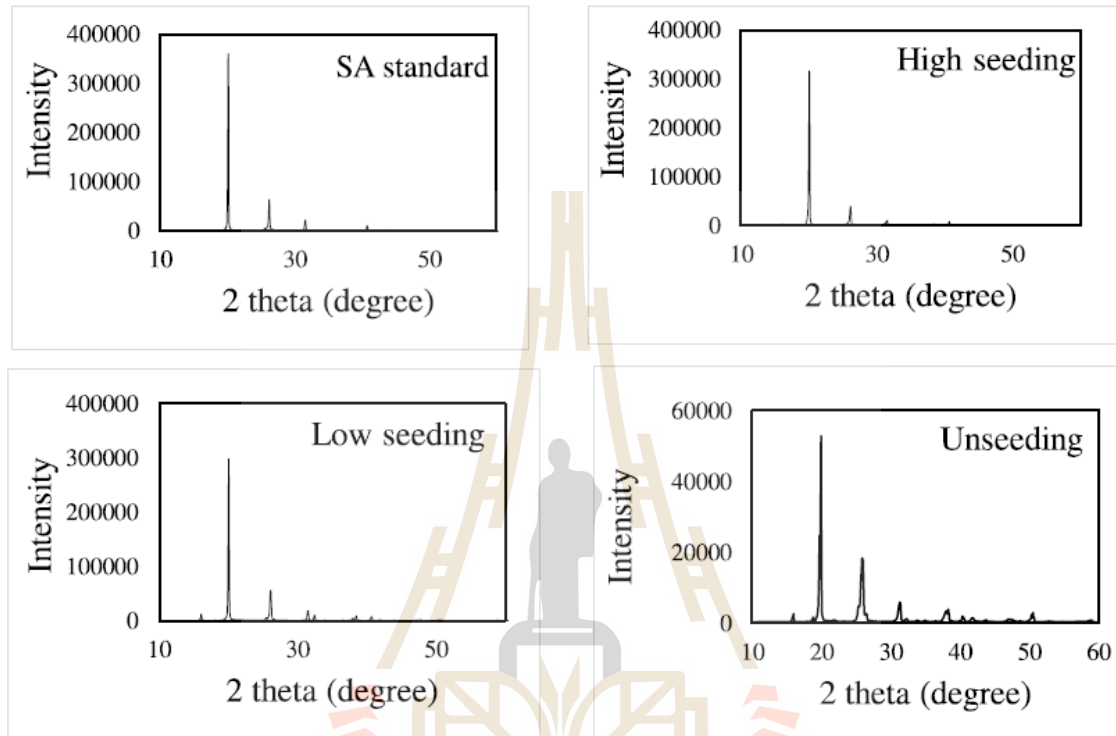 SA standard
Intensity
400000
300000
200000
100000
0
10 30 50
2 theta (degree)
High seeding
Intensity
400000
300000
200000
100000
0
10 30 50
2 theta (degree)
Low seeding
Intensity
400000
300000
200000
100000
0
10 30 50
2 theta (degree)
Unseeding
Intensity
60000
40000
20000
0
10 20 30 40 50 60
2 theta (degree)